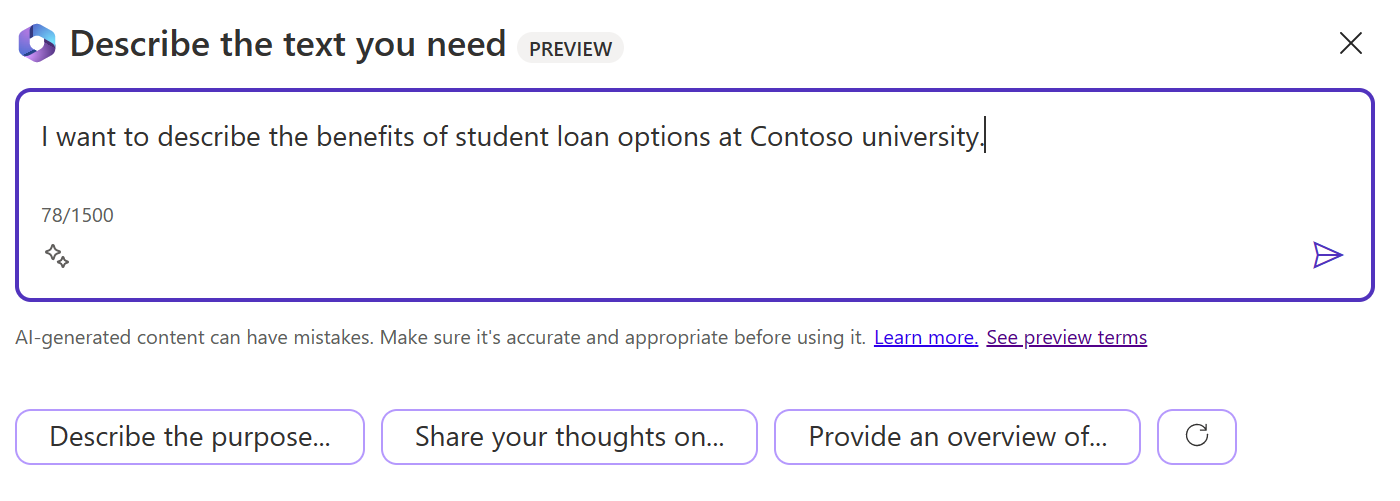 Describe the text you need PREVIEW
I want to describe the benefits of student loan options at Contoso university.
78/1500
AI-generated content can have mistakes. Make sure it's accurate and appropriate before using it. Learn more. See preview terms
Describe the purpose... Share your thoughts on... Provide an overview of...